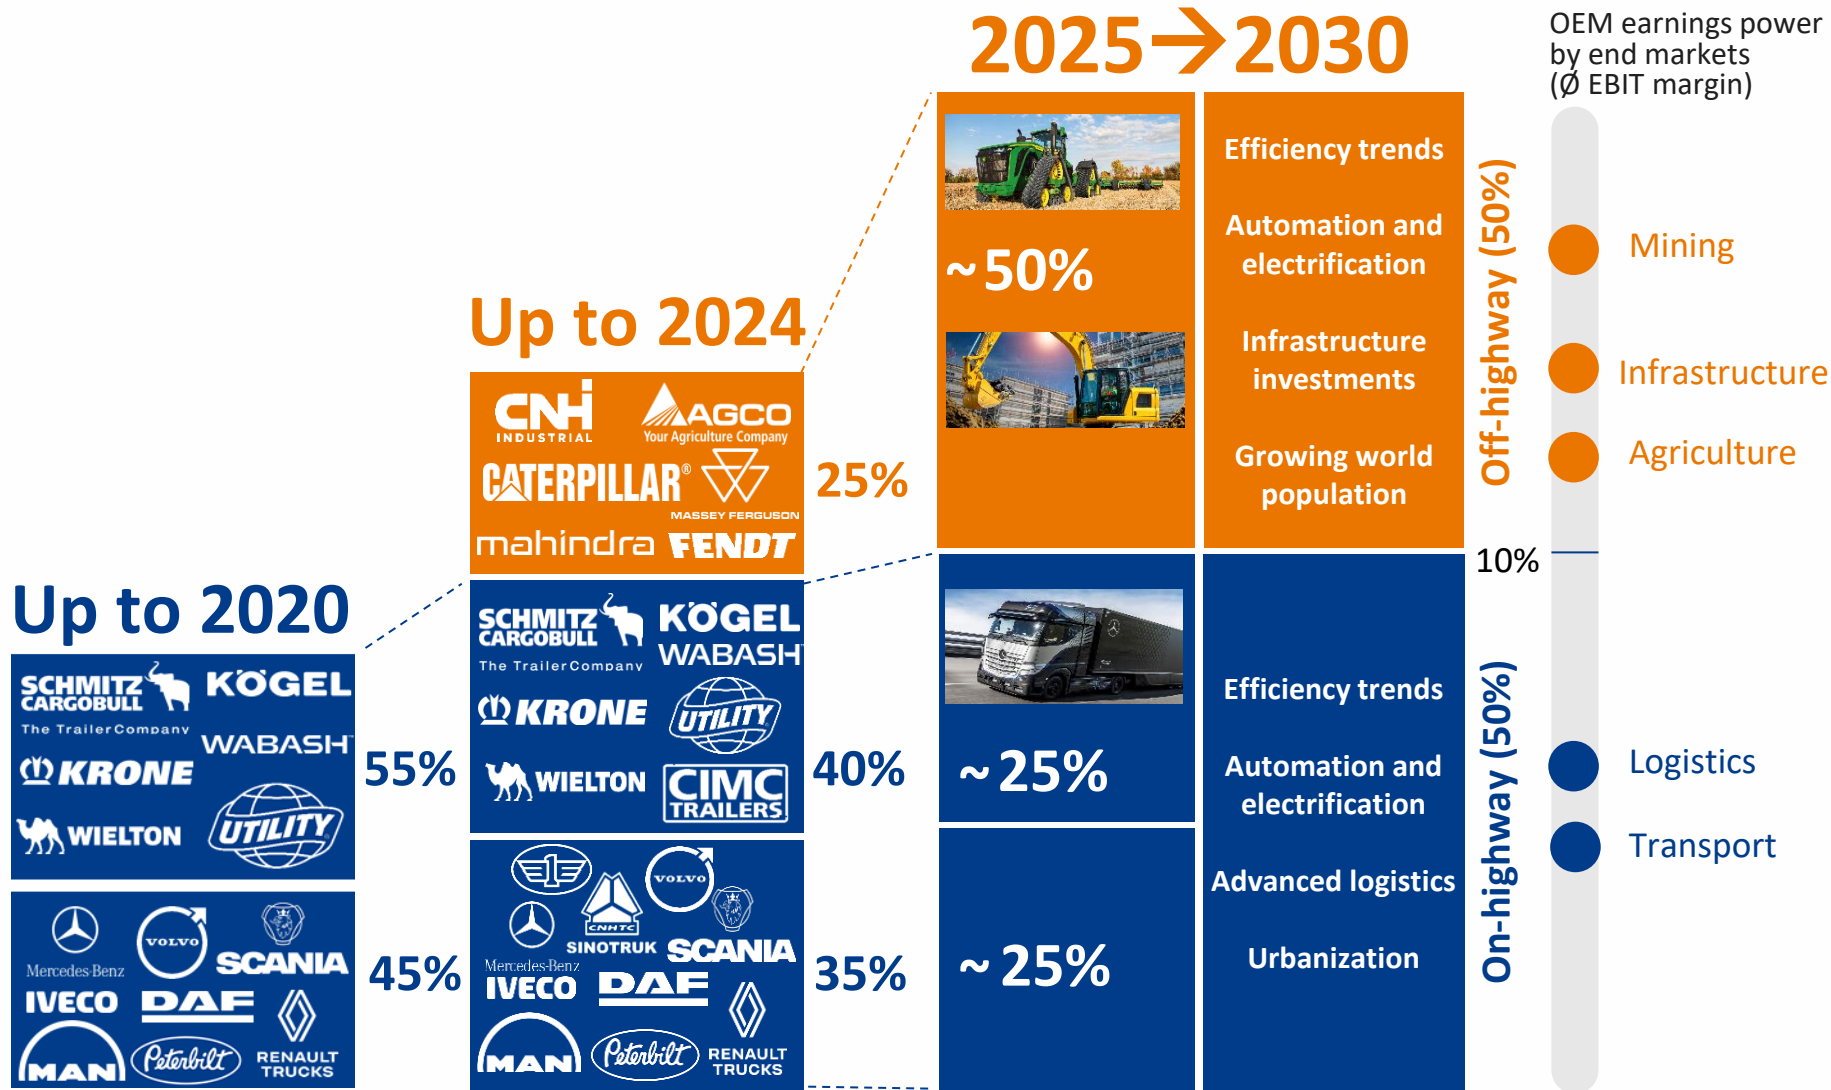 2025→2030
OEM earnings power
by end markets
(Ø EBIT margin)
Up to 2024
Up to 2020
SCHMITZ
CARGOBULL
The Trailer Company
KÖGEL
WABASH
KRONE
WIELTON
UTILITY
55%
Mercedes-Benz
VOLVO
SCANIA
IVECO
DAF
MAN
Peterbilt
RENAULT
TRUCKS
45%
CNH
INDUSTRIAL
AGCO
Your Agriculture Company
CATERPILLAR®
MASSEY FERGUSON
mahindra
FENDT
25%
SCHMITZ
CARGOBULL
The Trailer Company
KÖGEL
WABASH
KRONE
UTILITY
WIELTON
CIMC
TRAILERS
40%
VOLVO
CNHTC
SINOTRUK
SCANIA
Mercedes-Benz
IVECO
DAF
MAN
Peterbilt
RENAULT
TRUCKS
35%
~50%
Efficiency trends
Automation and
electrification
Infrastructure
investments
Growing world
population
Off-highway (50%)
~25%
~25%
Efficiency trends
Automation and
electrification
Advanced logistics
Urbanization
On-highway (50%)
Mining
Infrastructure
Agriculture
10%
Logistics
Transport